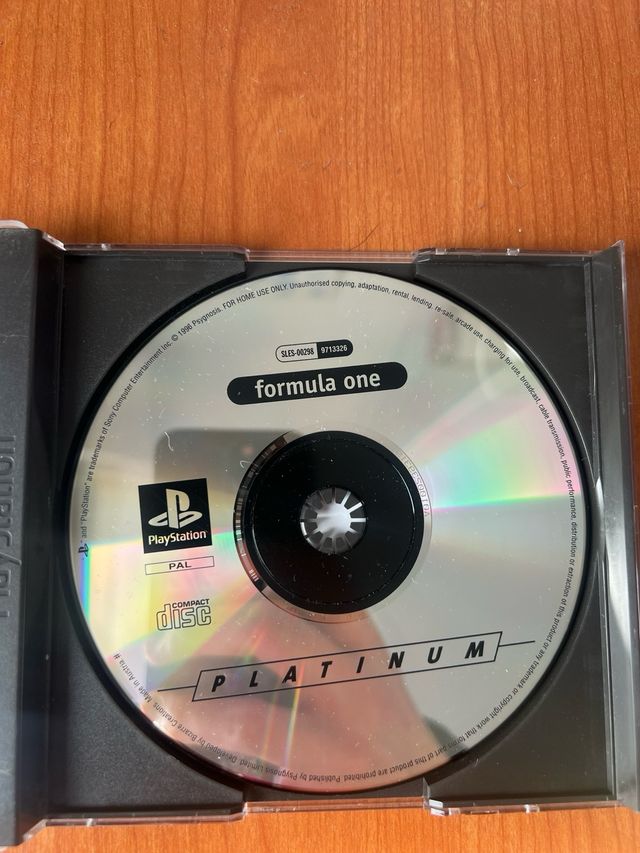 SLES-00298 9713326
formula one
PlayStation
PAL
COMPACT
disc
PLATINUM
and "PlayStation" are trademarks of Sony Computer Entertainment Inc. © 1996 Psygnosis. FOR HOME USE ONLY. Unauthorised copying, adaptation, rental, lending, re-sale, arcade use, charging for use, broadcast, cable transmission, public performance, distribution or extraction of this product or any trademark or copyright work that forms part of this product are prohibited. Published by Psygnosis Limited. Developed by Bizarre Creations. Made in Austria #